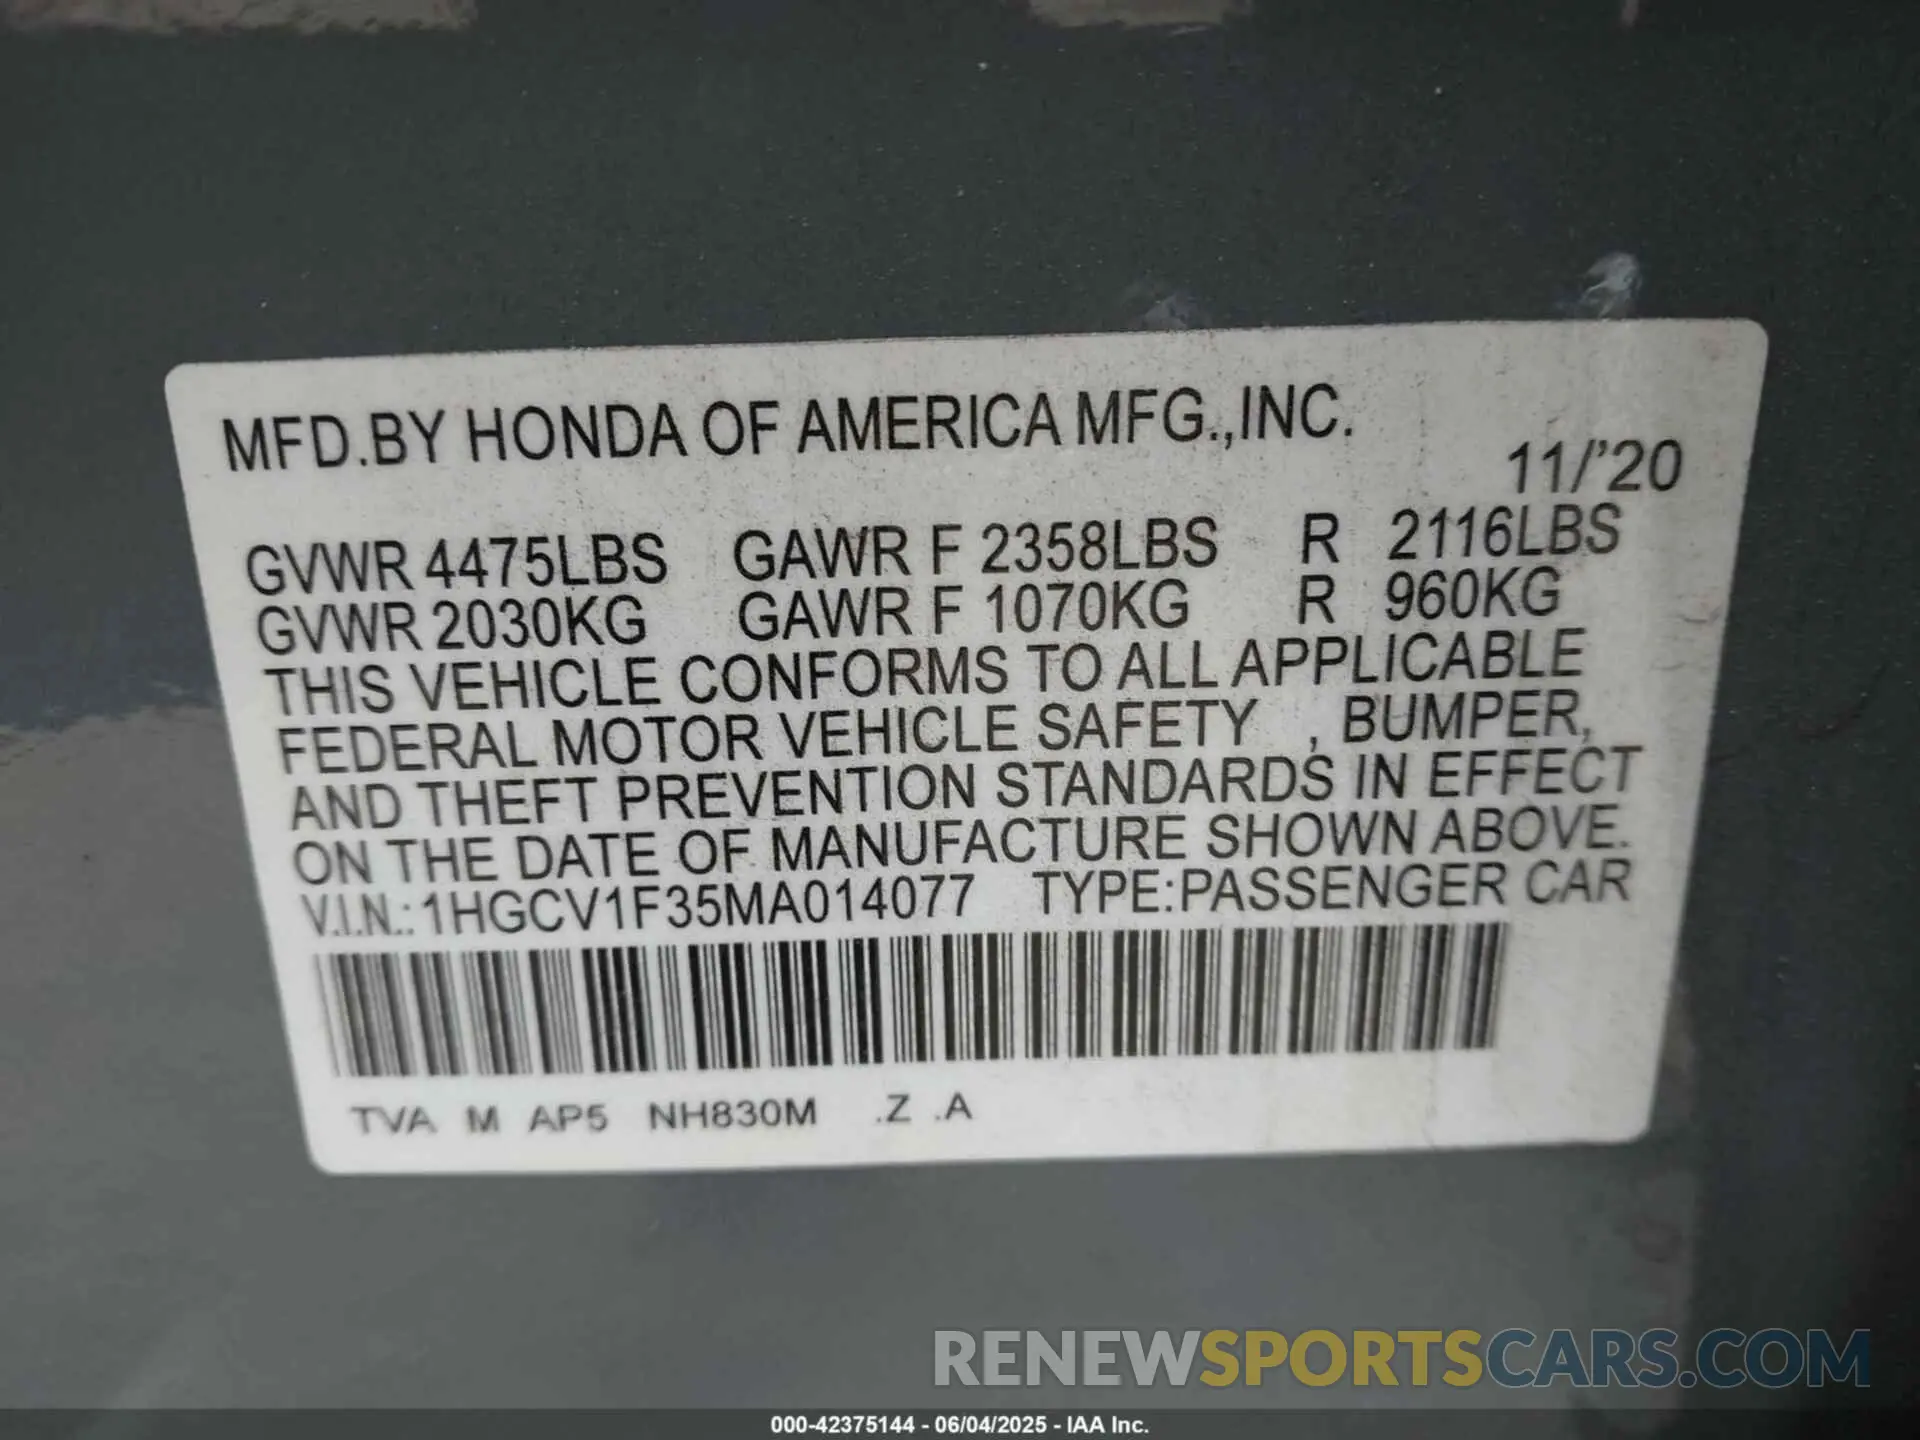 MFD.BY HONDA OF AMERICA MFG.,INC.
11/'20
GVWR 4475LBS GAWR F 2358LBS R 2116LBS
GVWR 2030KG GAWR F 1070KG R 960KG
THIS VEHICLE CONFORMS TO ALL APPLICABLE
FEDERAL MOTOR VEHICLE SAFETY , BUMPER,
AND THEFT PREVENTION STANDARDS IN EFFECT
ON THE DATE OF MANUFACTURE SHOWN ABOVE.
V.I.N.: 1HGCV1F35MA014077 TYPE:PASSENGER CAR
TVA M AP5 NH830M .Z .A
RENEWSPORTSCARS.COM
000-42375144 - 06/04/2025 - IAA Inc.